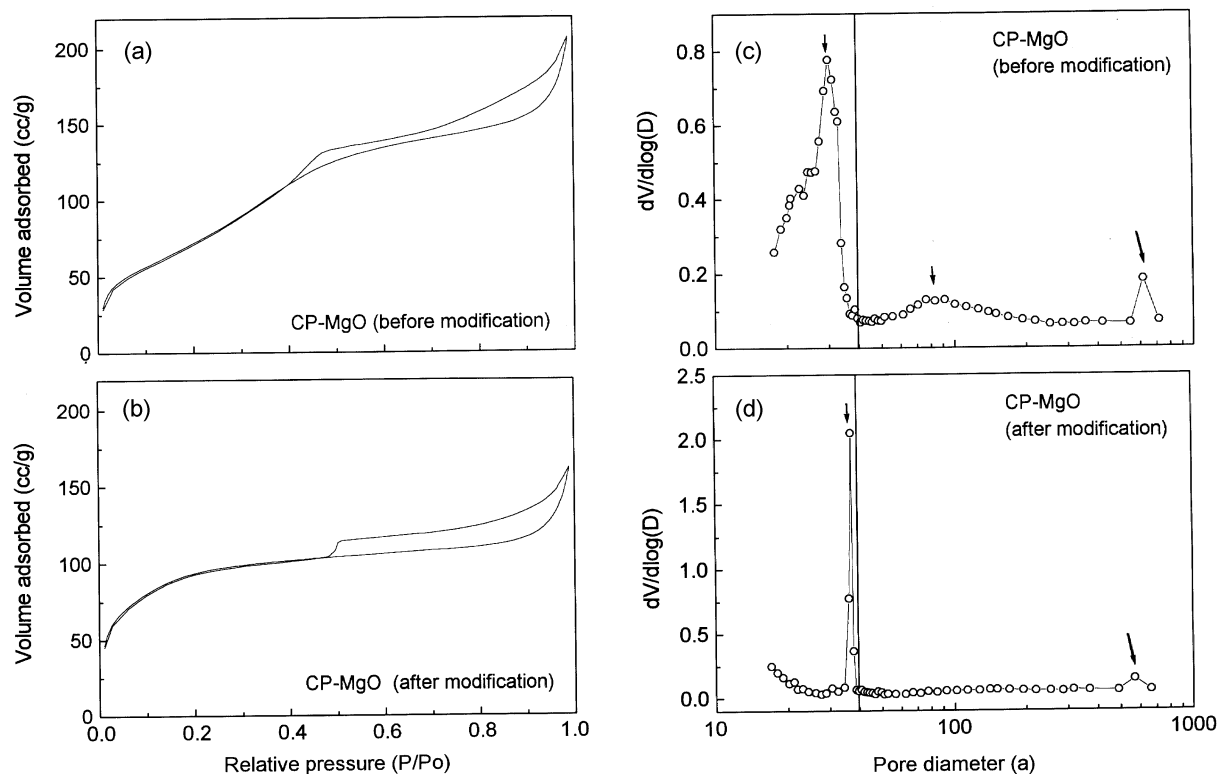 (a)
200
150
100
50
0
Volume adsorbed (cc/g)
CP-MgO (before modification)
(b)
200
150
100
50
0
Volume adsorbed (cc/g)
CP-MgO (after modification)
0.0 0.2 0.4 0.6 0.8 1.0
Relative pressure (P/Po)
(c)
CP-MgO
(before modification)
0.8
0.6
0.4
0.2
0.0
dV/dlog(D)
(d)
CP-MgO
(after modification)
2.5
2.0
1.5
1.0
0.5
0.0
dV/dlog(D)
10 100 1000
Pore diameter (a)